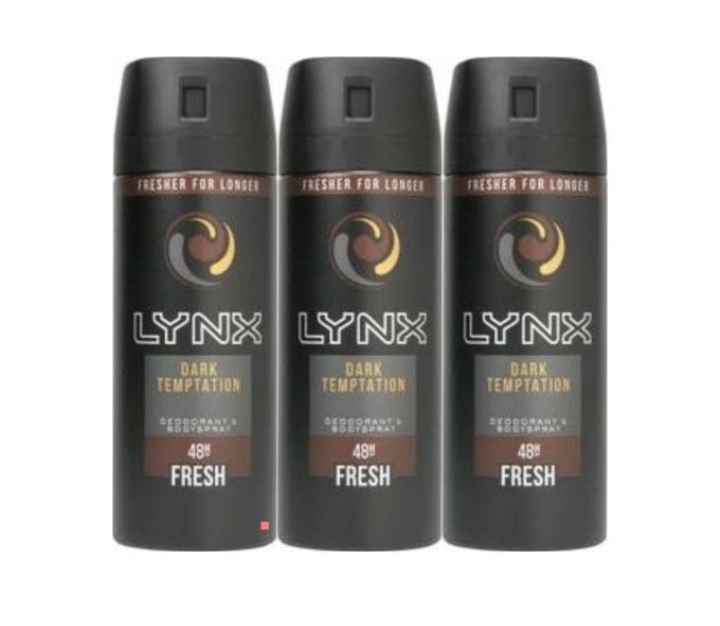 FRESHER FOR LONGER
LYNX
DARK
TEMPTATION
DEODORANT &
BODYSPRAY
48H
FRESH
FRESHER FOR LONGER
LYNX
DARK
TEMPTATION
DEODORANT &
BODYSPRAY
48H
FRESH
FRESHER FOR LONGER
LYNX
DARK
TEMPTATION
DEODORANT &
BODYSPRAY
48H
FRESH